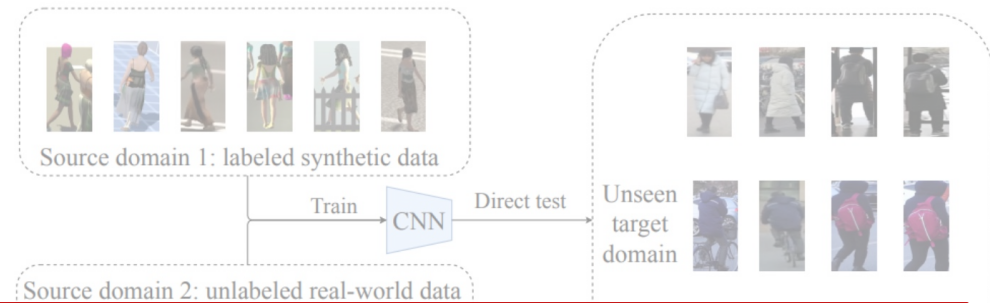 Source domain 1: labeled synthetic data
Train
CNN
Direct test
Unseen
target
domain
Source domain 2: unlabeled real-world data